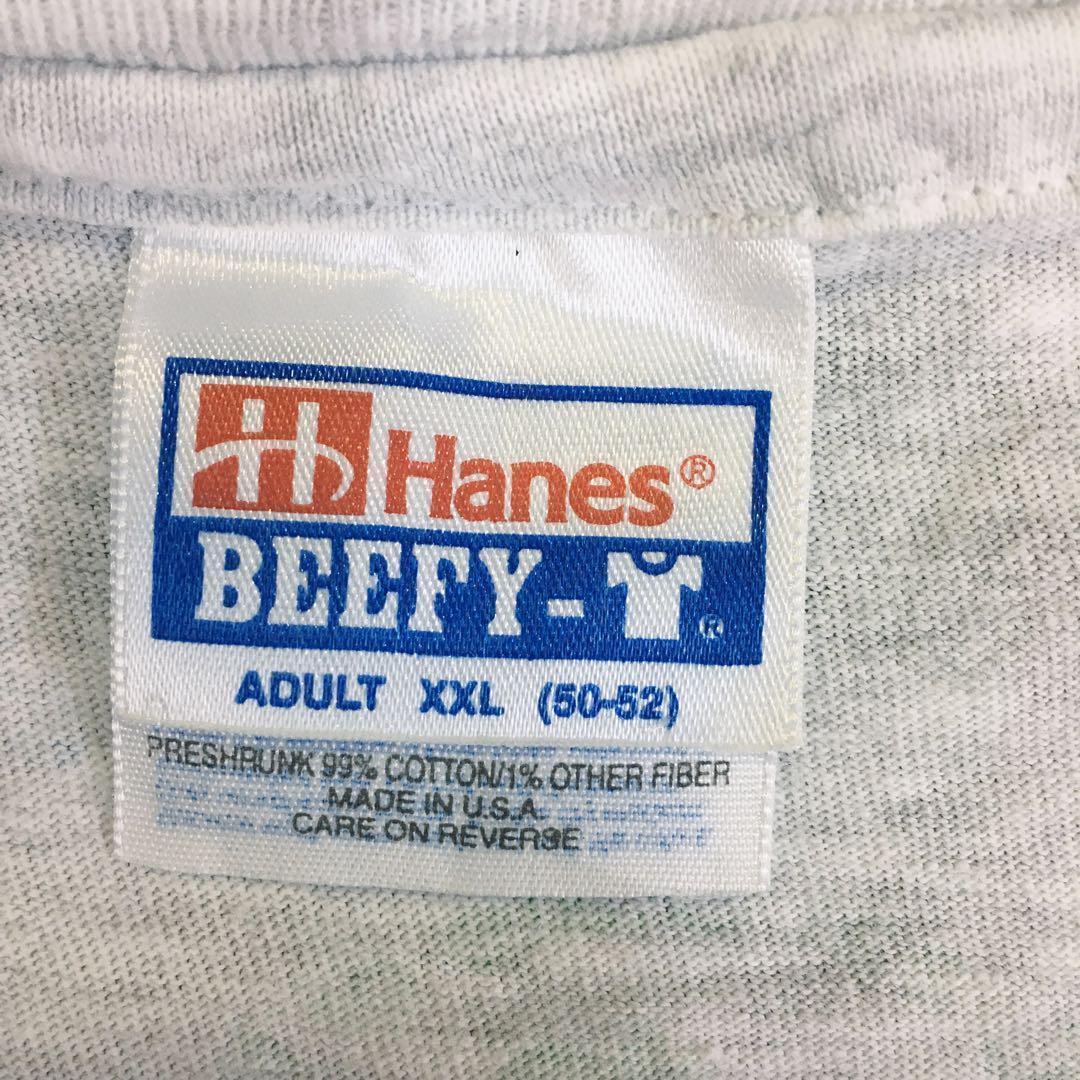 Hanes®
BEEFY-T®
ADULT XXL (50-52)
PRESHRUNK 99% COTTON/1% OTHER FIBER
MADE IN U.S.A.
CARE ON REVERSE